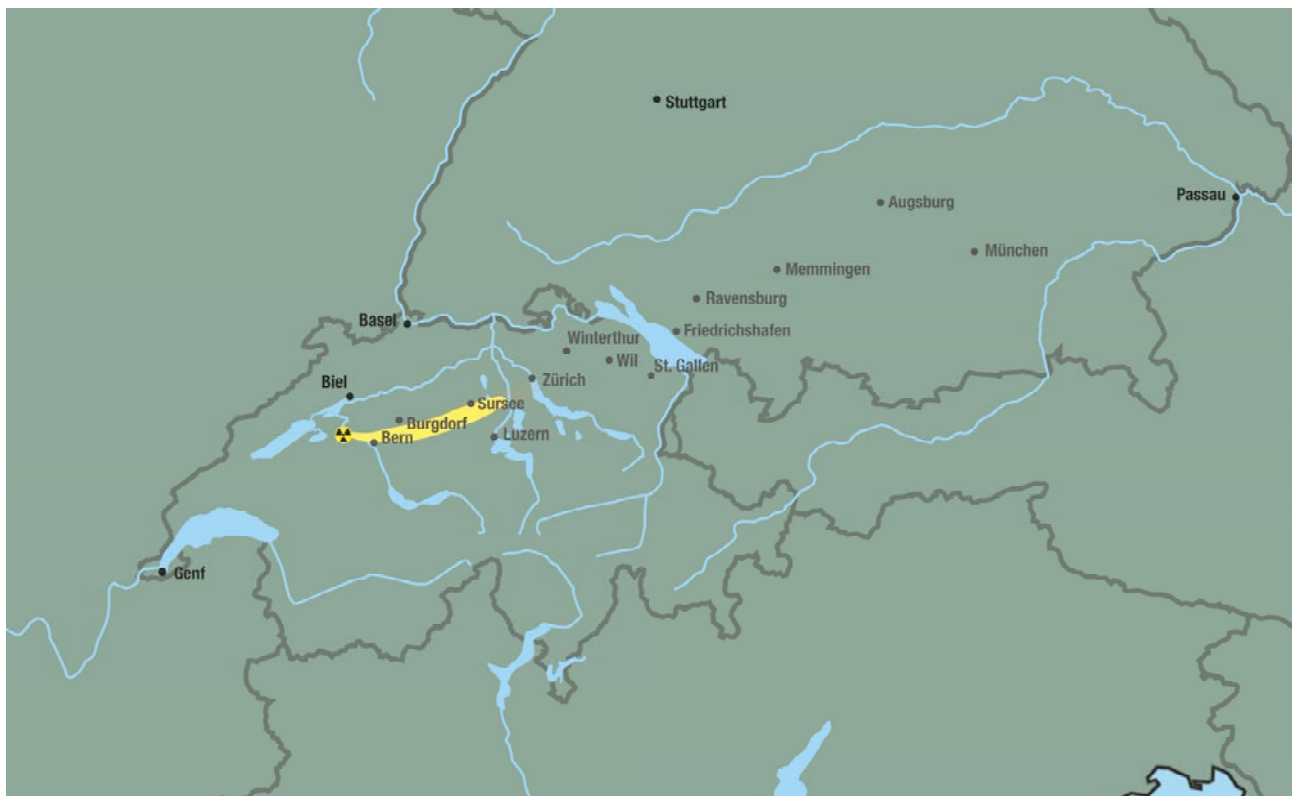 Stuttgart
Augsburg
Passau
München
Memmingen
Ravensburg
Basel
Friedrichshafen
Winterthur
Wil
St. Gallen
Biel
Zürich
Sursee
Burgdorf
Bern
Luzern
Genf